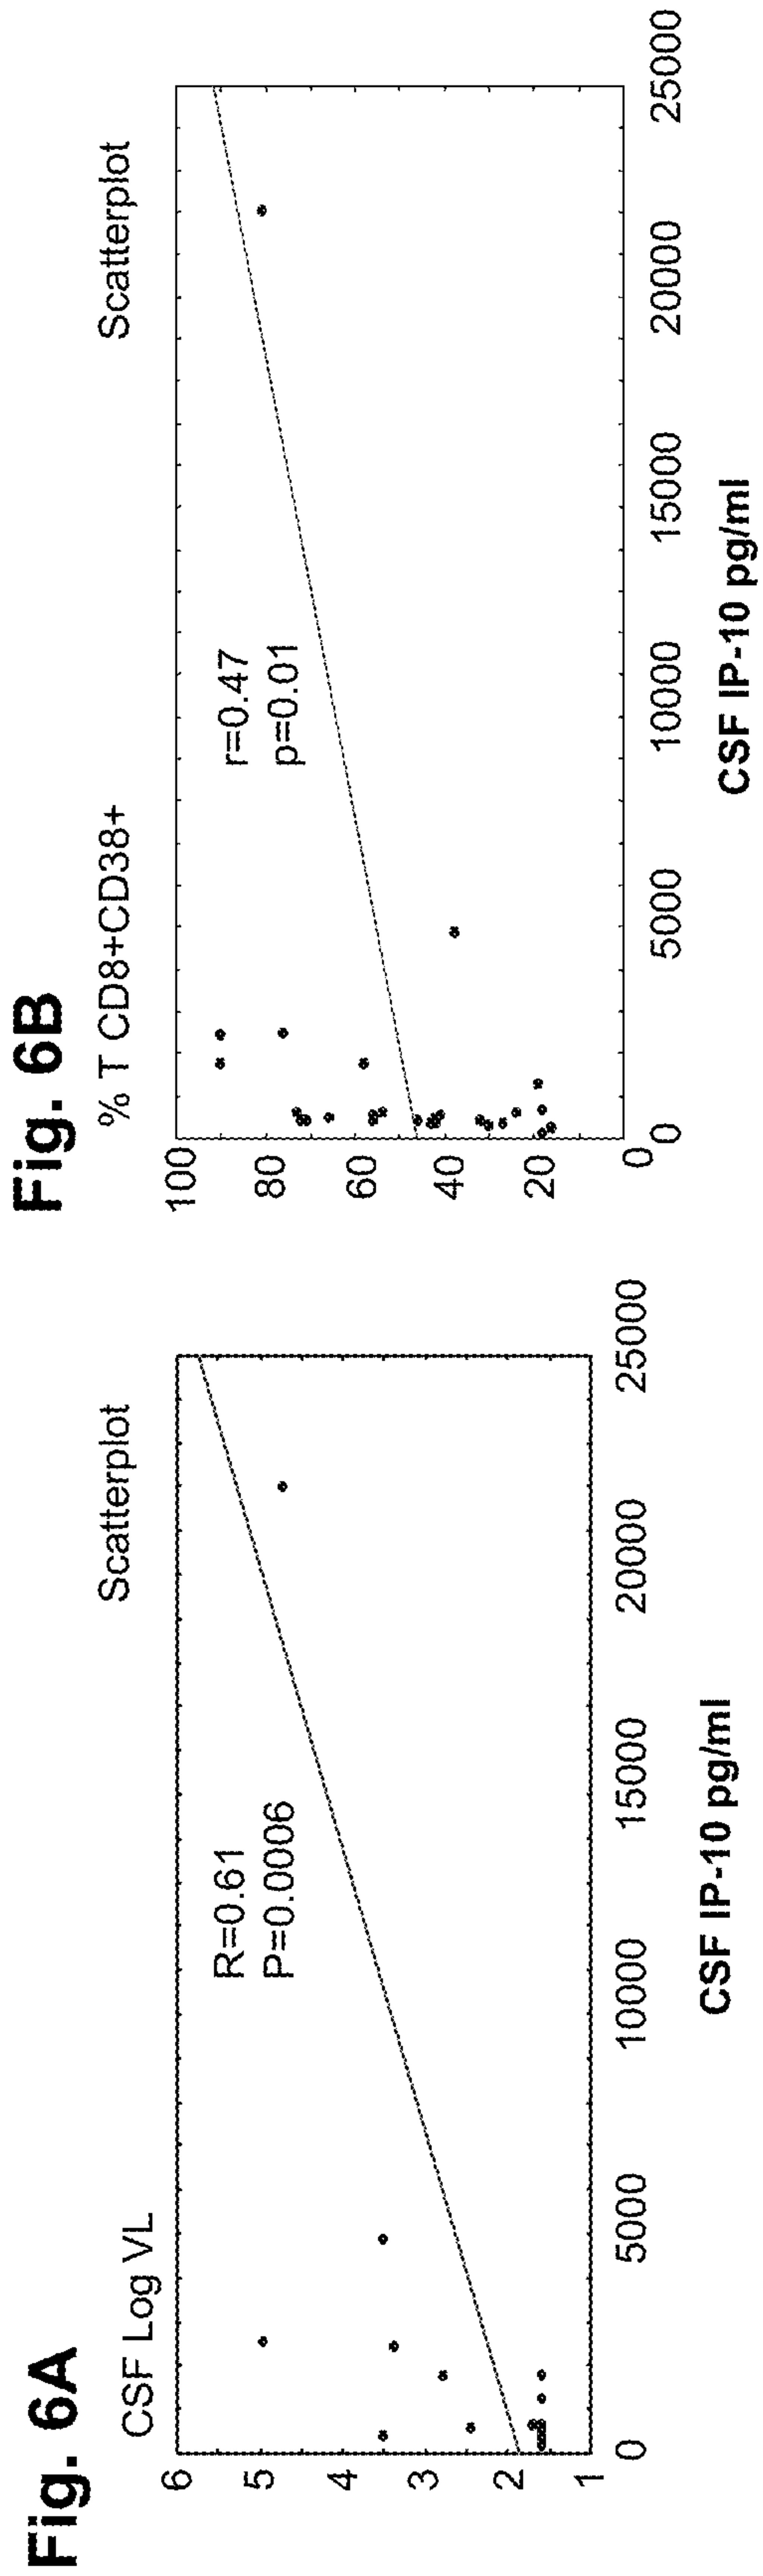 Fig. 6A
CSF Log VL
Scatterplot
R=0.61
P=0.0006
6
5
4
3
2
1
0
5000
10000
15000
20000
25000
CSF IP-10 pg/ml
Fig. 6B
% T CD8+CD38+
Scatterplot
r=0.47
p=0.01
100
80
60
40
20
0
0
5000
10000
15000
20000
25000
CSF IP-10 pg/ml